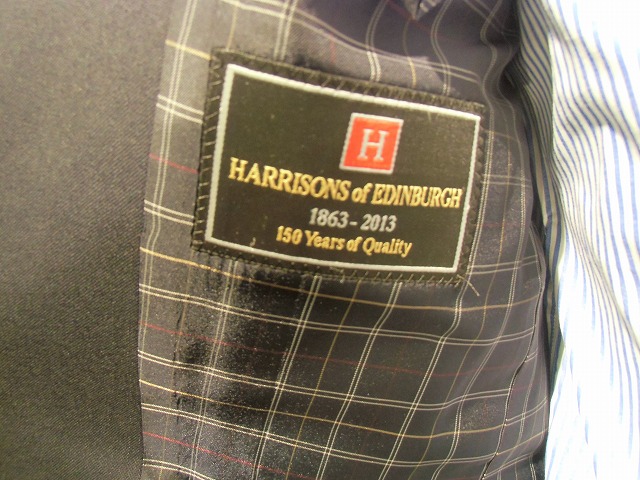 H
HARRISONS of EDINBURGH
1863 - 2013
150 Years of Quality